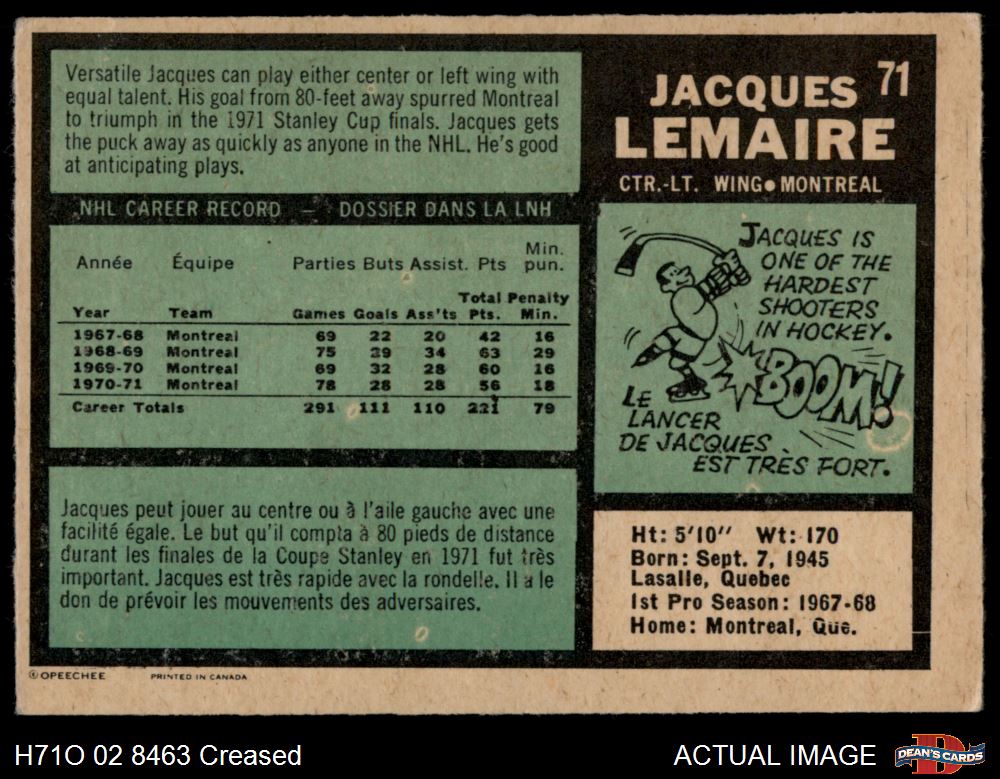 Versatile Jacques can play either center or left wing with
equal talent. His goal from 80-feet away spurred Montreal
to triumph in the 1971 Stanley Cup finals. Jacques gets
the puck away as quickly as anyone in the NHL. He's good
at anticipating plays.
71
JACQUES
LEMAIRE
CTR.-LT. WING●MONTREAL
NHL CAREER RECORD — DOSSIER DANS LA LNH
Année Équipe Parties Buts Assist. Pts Min. pun.
Year Team Games Goals Ass'ts Total Pts. Penalty Min.
1967-68 Montreal 69 22 20 42 16
1968-69 Montreal 75 29 34 63 29
1969-70 Montreal 69 32 28 60 16
1970-71 Montreal 78 28 28 56 18
Career Totals 291 111 110 221 79
JACQUES IS
ONE OF THE
HARDEST
SHOOTERS
IN HOCKEY.
BOOM!
LE
LANCER
DE JACQUES
EST TRÈS FORT.
Jacques peut jouer au centre ou à l'aile gauche avec une
facilité égale. Le but qu'il compta à 80 pieds de distance
durant les finales de la Coupe Stanley en 1971 fut très
important. Jacques est très rapide avec la rondelle. Il a le
don de prévoir les mouvements des adversaires.
Ht: 5'10" Wt: 170
Born: Sept. 7, 1945
Lasalle, Quebec
1st Pro Season: 1967-68
Home: Montreal, Que.
© OPEECHEE PRINTED IN CANADA
H71O 02 8463 Creased
ACTUAL IMAGE
DEAN'S CARDS